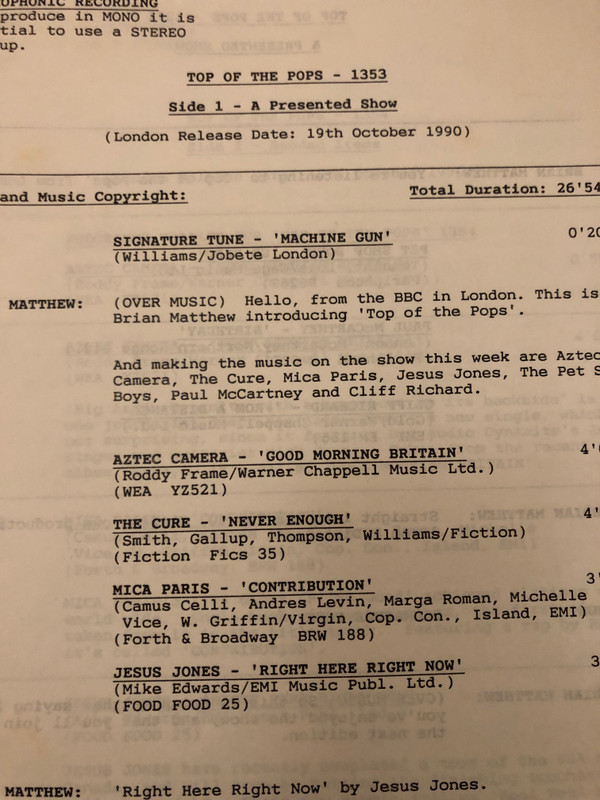 OPHONIC RECORDING
produce in MONO it is
tial to use a STEREO
up.
TOP OF THE POPS - 1353
Side 1 - A Presented Show
(London Release Date: 19th October 1990)
and Music Copyright:
Total Duration: 26'54
SIGNATURE TUNE - 'MACHINE GUN' 0'20
(Williams/Jobete London)
MATTHEW: (OVER MUSIC) Hello, from the BBC in London. This is
Brian Matthew introducing 'Top of the Pops'.
And making the music on the show this week are Aztec
Camera, The Cure, Mica Paris, Jesus Jones, The Pet S
Boys, Paul McCartney and Cliff Richard.
AZTEC CAMERA - 'GOOD MORNING BRITAIN' 4'
(Roddy Frame/Warner Chappell Music Ltd.)
(WEA YZ521)
THE CURE - 'NEVER ENOUGH' 4'
(Smith, Gallup, Thompson, Williams/Fiction)
(Fiction Fics 35)
MICA PARIS - 'CONTRIBUTION' 3'
(Camus Celli, Andres Levin, Marga Roman, Michelle
Vice, W. Griffin/Virgin, Cop. Con., Island, EMI)
(Forth & Broadway BRW 188)
JESUS JONES - 'RIGHT HERE RIGHT NOW' 3
(Mike Edwards/EMI Music Publ. Ltd.)
(FOOD FOOD 25)
MATTHEW: 'Right Here Right Now' by Jesus Jones.